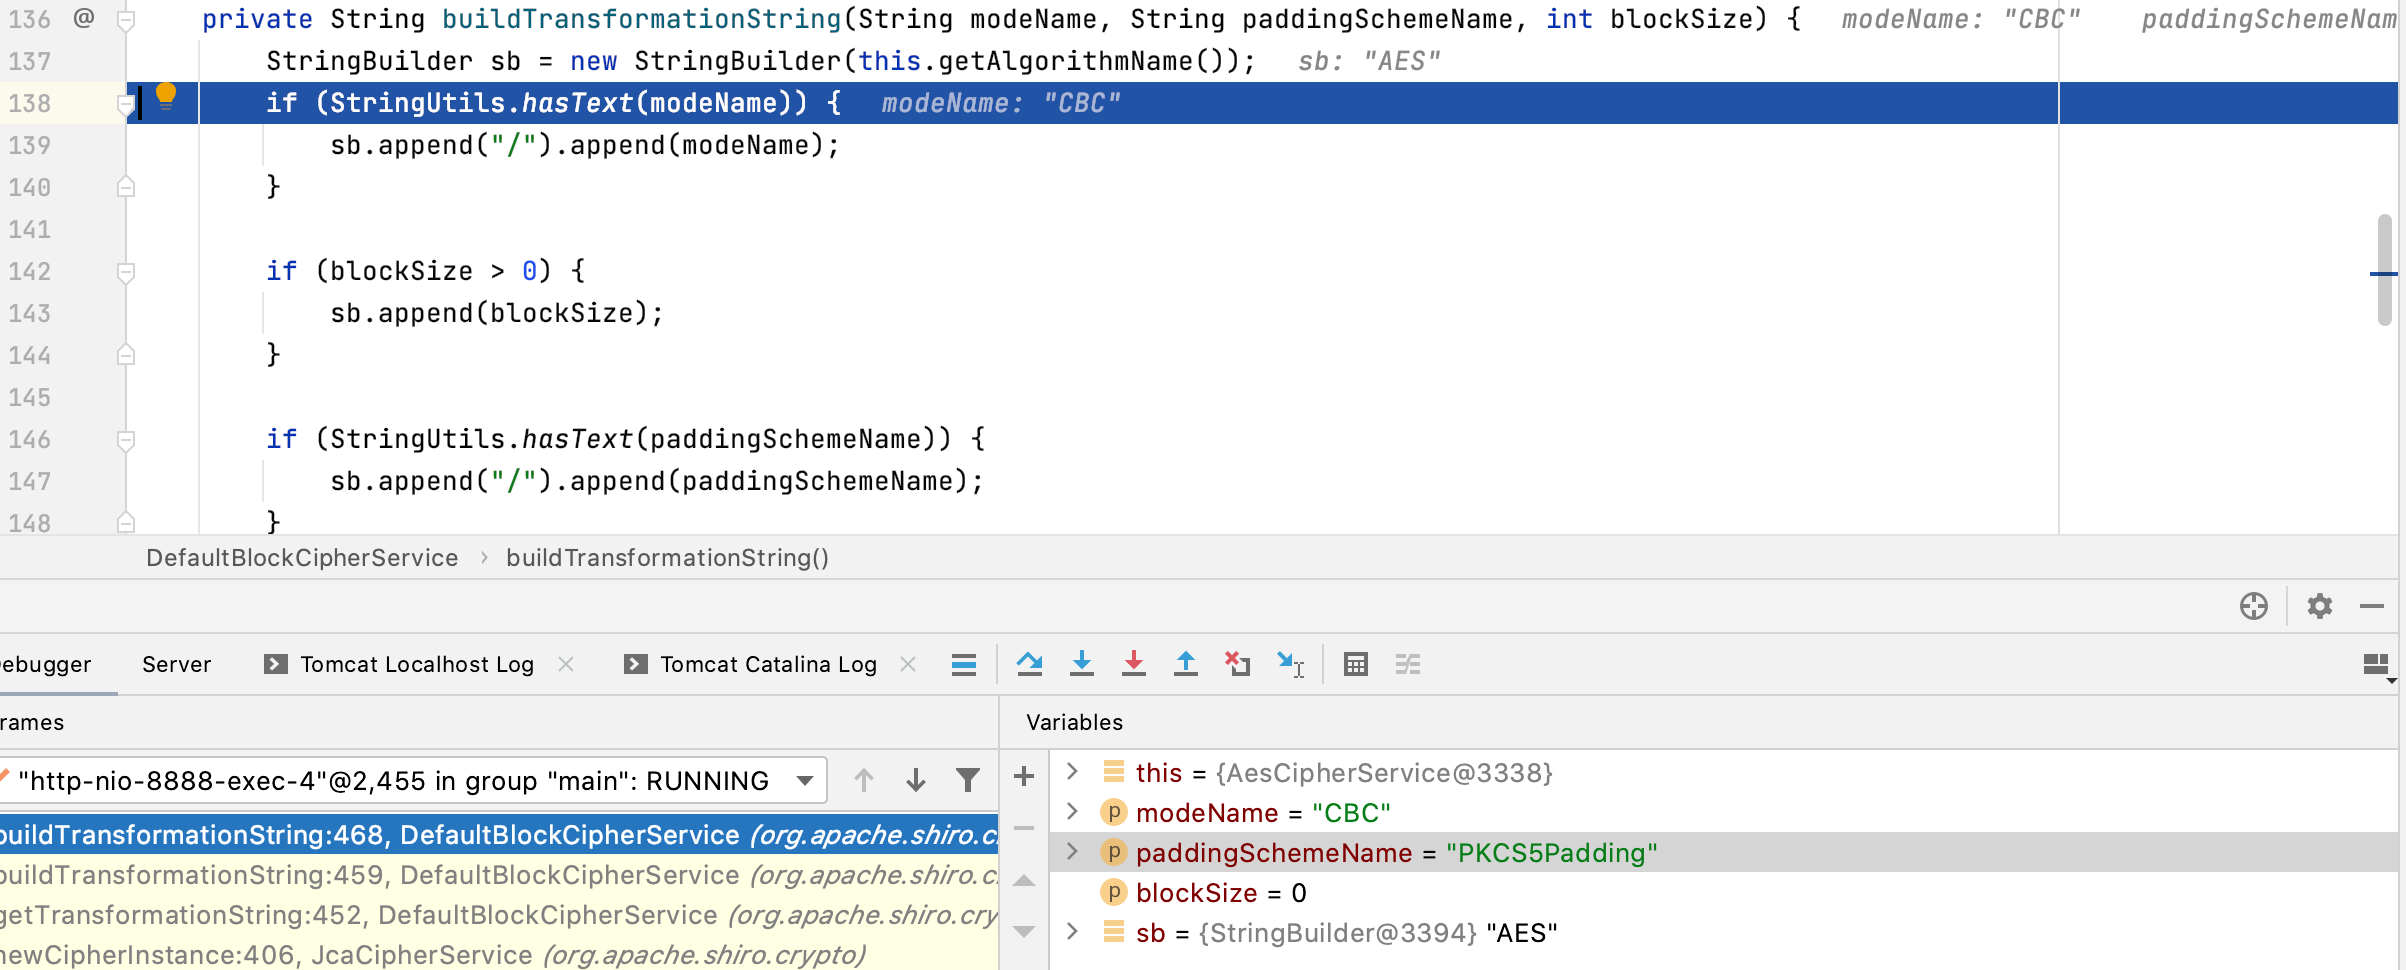 136 @ private String buildTransformationString(String modeName, String paddingSchemeName, int blockSize) { modeName: "CBC" paddingSchemeNam
137 StringBuilder sb = new StringBuilder(this.getAlgorithmName()); sb: "AES"
138 if (StringUtils.hasText(modeName)) { modeName: "CBC"
139 sb.append("/").append(modeName);
140 }
141
142 if (blockSize > 0) {
143 sb.append(blockSize);
144 }
145
146 if (StringUtils.hasText(paddingSchemeName)) {
147 sb.append("/").append(paddingSchemeName);
148 }
DefaultBlockCipherService › buildTransformationString()
ebugger Server Tomcat Localhost Log Tomcat Catalina Log
rames
Variables
"http-nio-8888-exec-4"@2,455 in group "main": RUNNING
buildTransformationString:468, DefaultBlockCipherService (org.apache.shiro.c
buildTransformationString:459, DefaultBlockCipherService (org.apache.shiro.c
getTransformationString:452, DefaultBlockCipherService (org.apache.shiro.cry
newCipherInstance:406, JcaCipherService (org.apache.shiro.crypto)
this = {AesCipherService@3338}
p modeName = "CBC"
p paddingSchemeName = "PKCS5Padding"
p blockSize = 0
sb = {StringBuilder@3394} "AES"